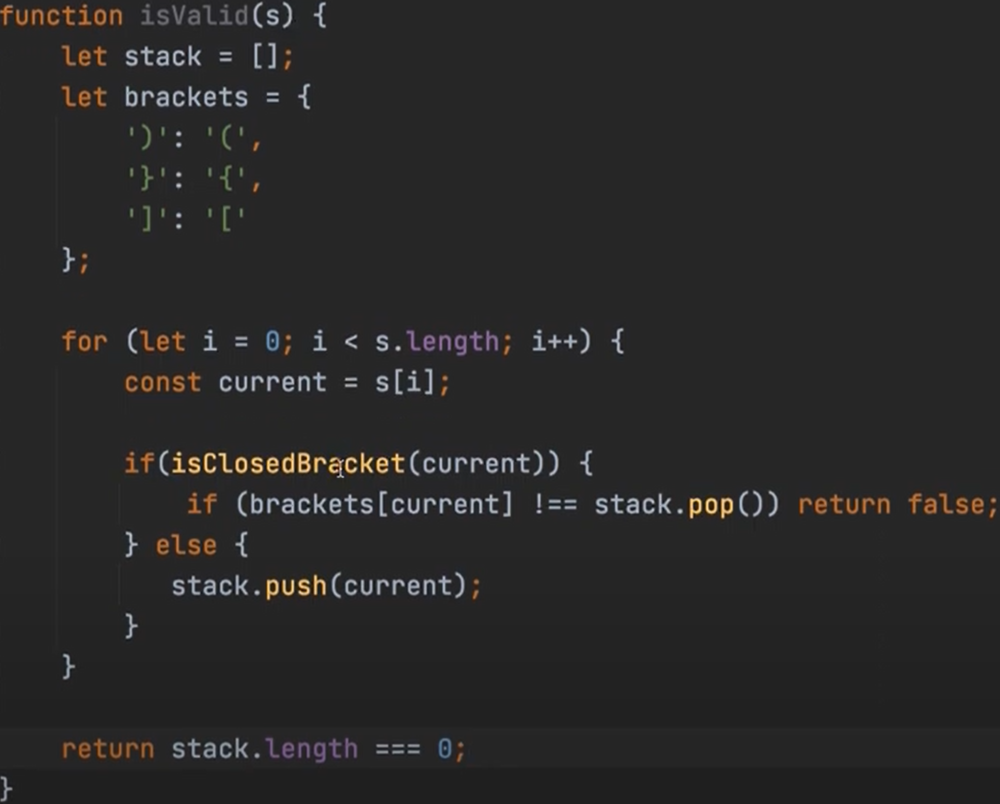 function isValid(s) {
    let stack = [];
    let brackets = {
        ')': '(',
        '}': '{',
        ']': '['
    };

    for (let i = 0; i < s.length; i++) {
        const current = s[i];

        if(isClosedBracket(current)) {
            if (brackets[current] !== stack.pop()) return false;
        } else {
           stack.push(current);
        }
    }

    return stack.length === 0;
}